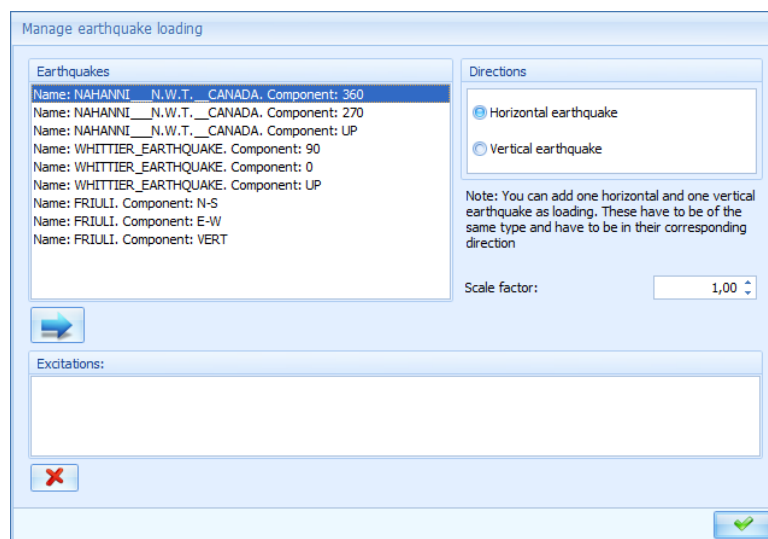 Manage earthquake loading
Earthquakes
Name: NAHANNI___N.W.T.__CANADA. Component: 360
Name: NAHANNI___N.W.T.__CANADA. Component: 270
Name: NAHANNI___N.W.T.__CANADA. Component: UP
Name: WHITTIER_EARTHQUAKE. Component: 90
Name: WHITTIER_EARTHQUAKE. Component: 0
Name: WHITTIER_EARTHQUAKE. Component: UP
Name: FRIULI. Component: N-S
Name: FRIULI. Component: E-W
Name: FRIULI. Component: VERT
Directions
Horizontal earthquake
Vertical earthquake
Note: You can add one horizontal and one vertical
earthquake as loading. These have to be of the
same type and have to be in their corresponding
direction
Scale factor: 1,00
Excitations: